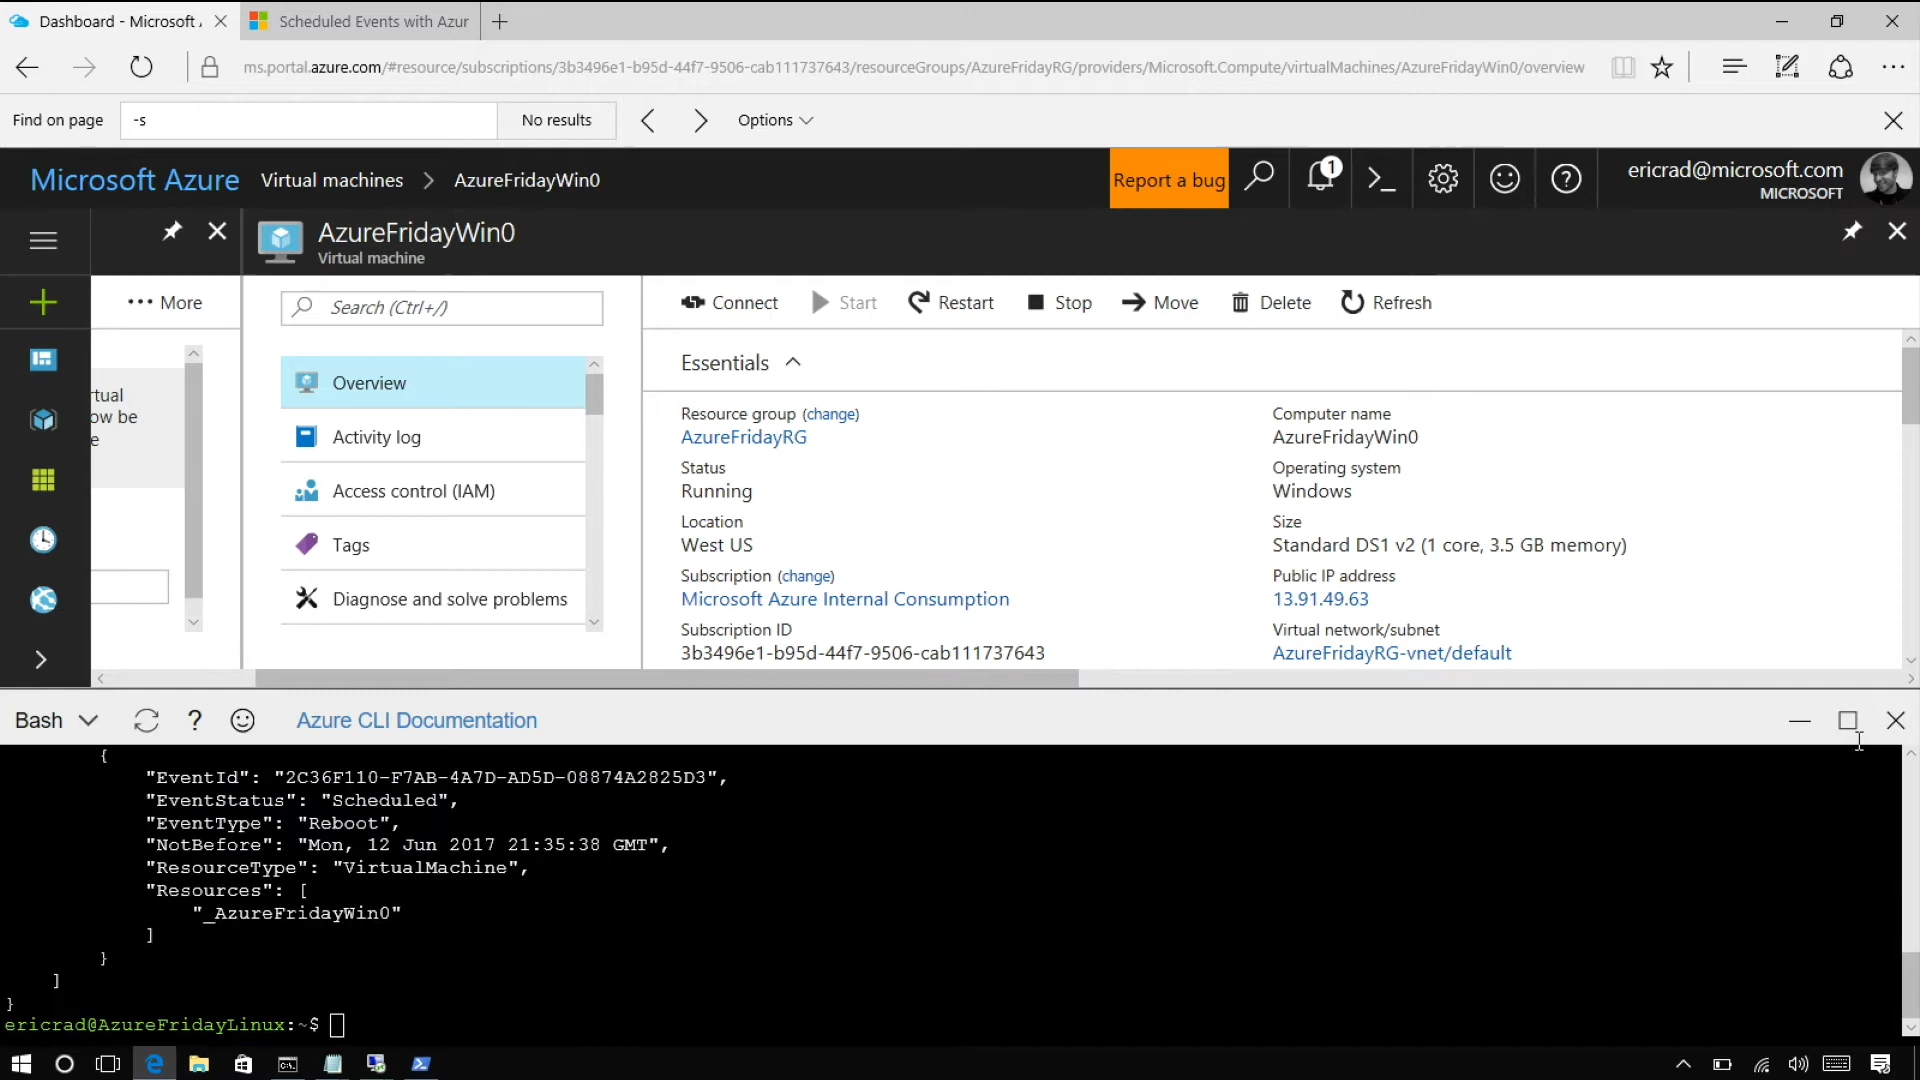 Dashboard - Microsoft
Scheduled Events with Azur
ms.portal.azure.com/#resource/subscriptions/3b3496e1-b95d-44f7-9506-cab111737643/resourceGroups/AzureFridayRG/providers/Microsoft.Compute/virtualMachines/AzureFridayWin0/overview
Find on page
-s
No results
Options
Microsoft Azure
Virtual machines > AzureFridayWin0
Report a bug
1
ericrad@microsoft.com
MICROSOFT
AzureFridayWin0
Virtual machine
More
rtual
ow be
e
Search (Ctrl+/)
Overview
Activity log
Access control (IAM)
Tags
Diagnose and solve problems
Connect
Start
Restart
Stop
Move
Delete
Refresh
Essentials
Resource group (change)
AzureFridayRG
Status
Running
Location
West US
Subscription (change)
Microsoft Azure Internal Consumption
Subscription ID
3b3496e1-b95d-44f7-9506-cab111737643
Computer name
AzureFridayWin0
Operating system
Windows
Size
Standard DS1 v2 (1 core, 3.5 GB memory)
Public IP address
13.91.49.63
Virtual network/subnet
AzureFridayRG-vnet/default
Bash
?
Azure CLI Documentation
{
"EventId": "2C36F110-F7AB-4A7D-AD5D-08874A2825D3",
"EventStatus": "Scheduled",
"EventType": "Reboot",
"NotBefore": "Mon, 12 Jun 2017 21:35:38 GMT",
"ResourceType": "VirtualMachine",
"Resources": [
"_AzureFridayWin0"
]
}
]
}
ericrad@AzureFridayLinux:~$